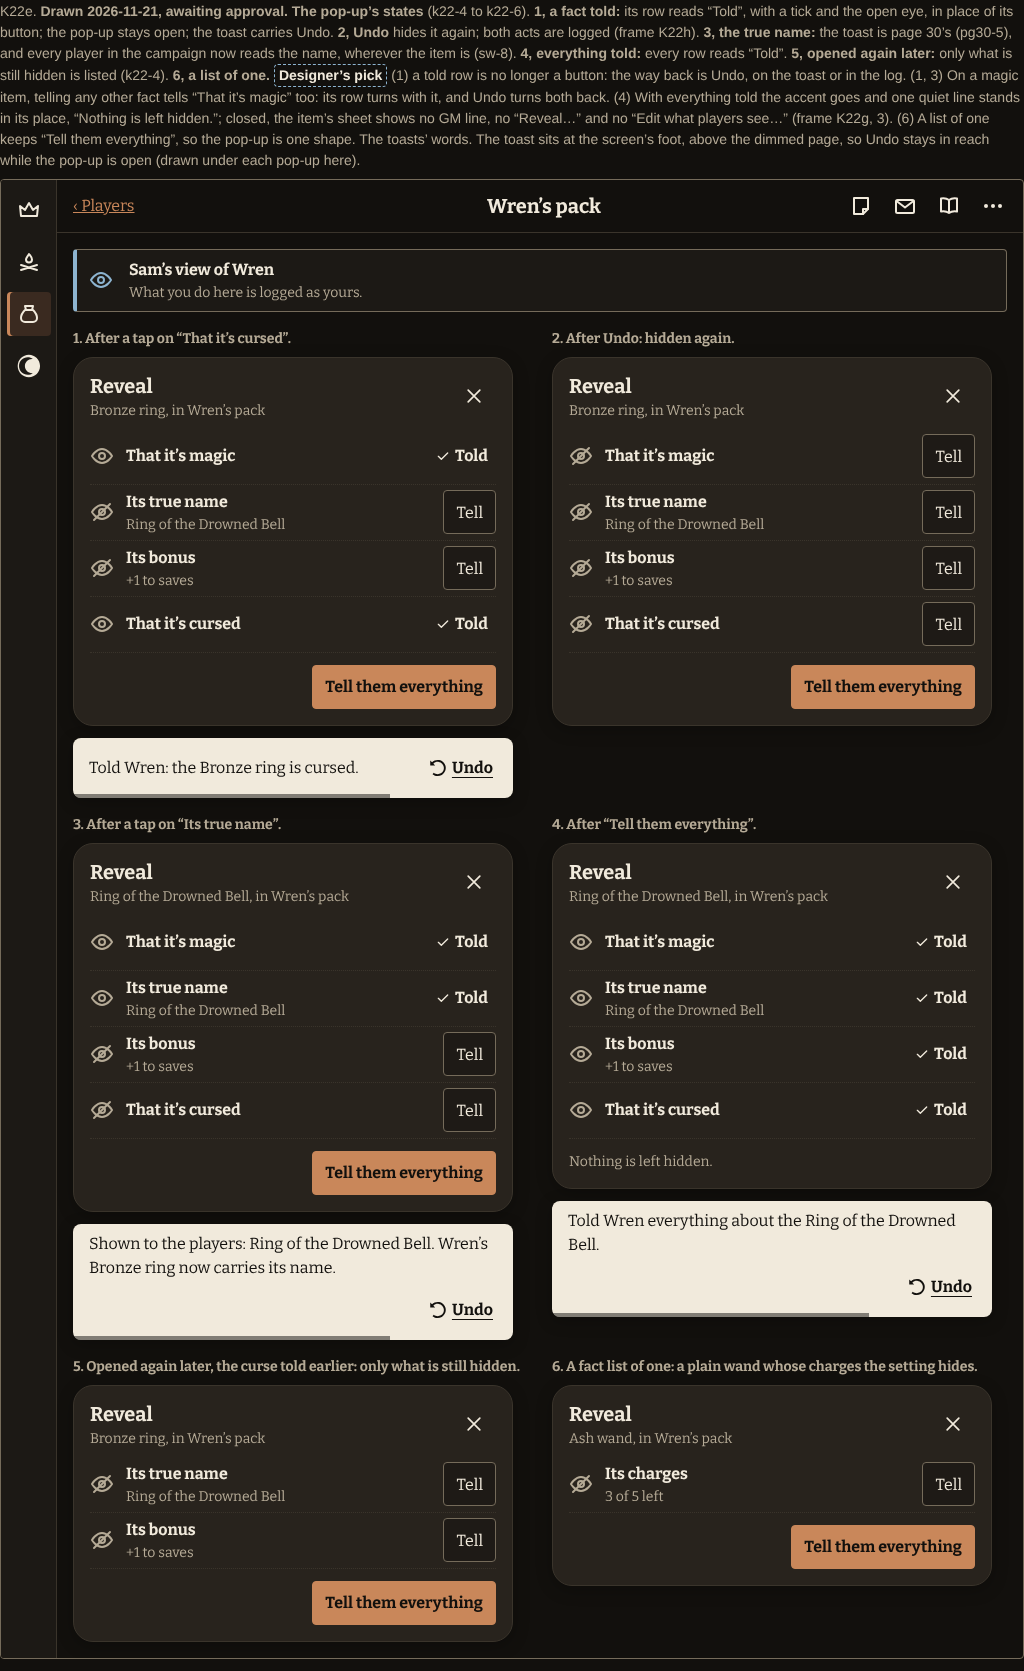 K22e. Drawn 2026-11-21, awaiting approval. The pop-up’s states (k22-4 to k22-6). 1, a fact told: its row reads “Told”, with a tick and the open eye, in place of its
button; the pop-up stays open; the toast carries Undo. 2, Undo hides it again; both acts are logged (frame K22h). 3, the true name: the toast is page 30’s (pg30-5),
and every player in the campaign now reads the name, wherever the item is (sw-8). 4, everything told: every row reads “Told”. 5, opened again later: only what is
still hidden is listed (k22-4). 6, a list of one. Designer’s pick (1) a told row is no longer a button: the way back is Undo, on the toast or in the log. (1, 3) On a magic
item, telling any other fact tells “That it’s magic” too: its row turns with it, and Undo turns both back. (4) With everything told the accent goes and one quiet line stands
in its place, “Nothing is left hidden.”; closed, the item’s sheet shows no GM line, no “Reveal…” and no “Edit what players see…” (frame K22g, 3). (6) A list of one
keeps “Tell them everything”, so the pop-up is one shape. The toasts’ words. The toast sits at the screen’s foot, above the dimmed page, so Undo stays in reach
while the pop-up is open (drawn under each pop-up here).
‹ Players
Wren’s pack
Sam’s view of Wren
What you do here is logged as yours.
1. After a tap on “That it’s cursed”.
Reveal
Bronze ring, in Wren’s pack
That it’s magic
Told
Its true name
Ring of the Drowned Bell
Tell
Its bonus
+1 to saves
Tell
That it’s cursed
Told
Tell them everything
Told Wren: the Bronze ring is cursed.
Undo
2. After Undo: hidden again.
Reveal
Bronze ring, in Wren’s pack
That it’s magic
Tell
Its true name
Ring of the Drowned Bell
Tell
Its bonus
+1 to saves
Tell
That it’s cursed
Tell
Tell them everything
3. After a tap on “Its true name”.
Reveal
Ring of the Drowned Bell, in Wren’s pack
That it’s magic
Told
Its true name
Ring of the Drowned Bell
Told
Its bonus
+1 to saves
Tell
That it’s cursed
Tell
Tell them everything
Shown to the players: Ring of the Drowned Bell. Wren’s
Bronze ring now carries its name.
Undo
4. After “Tell them everything”.
Reveal
Ring of the Drowned Bell, in Wren’s pack
That it’s magic
Told
Its true name
Ring of the Drowned Bell
Told
Its bonus
+1 to saves
Told
That it’s cursed
Told
Nothing is left hidden.
Told Wren everything about the Ring of the Drowned
Bell.
Undo
5. Opened again later, the curse told earlier: only what is still hidden.
Reveal
Bronze ring, in Wren’s pack
Its true name
Ring of the Drowned Bell
Tell
Its bonus
+1 to saves
Tell
Tell them everything
6. A fact list of one: a plain wand whose charges the setting hides.
Reveal
Ash wand, in Wren’s pack
Its charges
3 of 5 left
Tell
Tell them everything